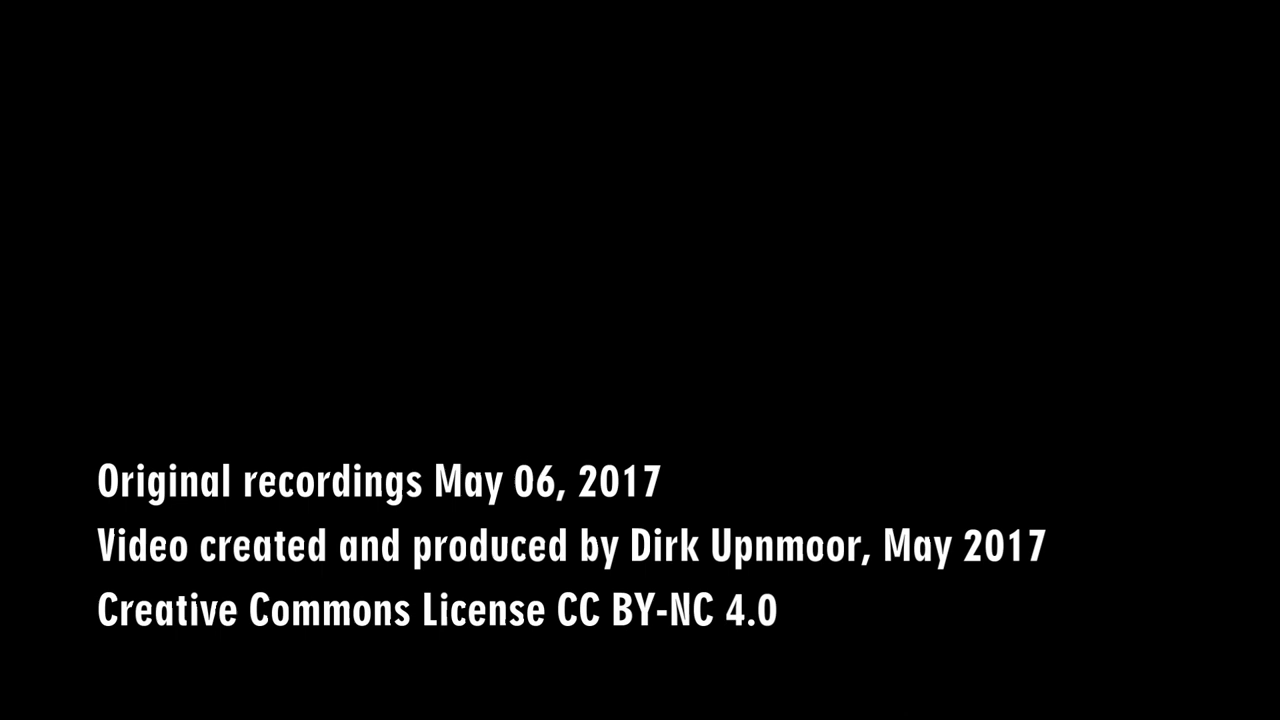 Original recordings May 06, 2017
Video created and produced by Dirk Upnmoor, May 2017
Creative Commons License CC BY-NC 4.0